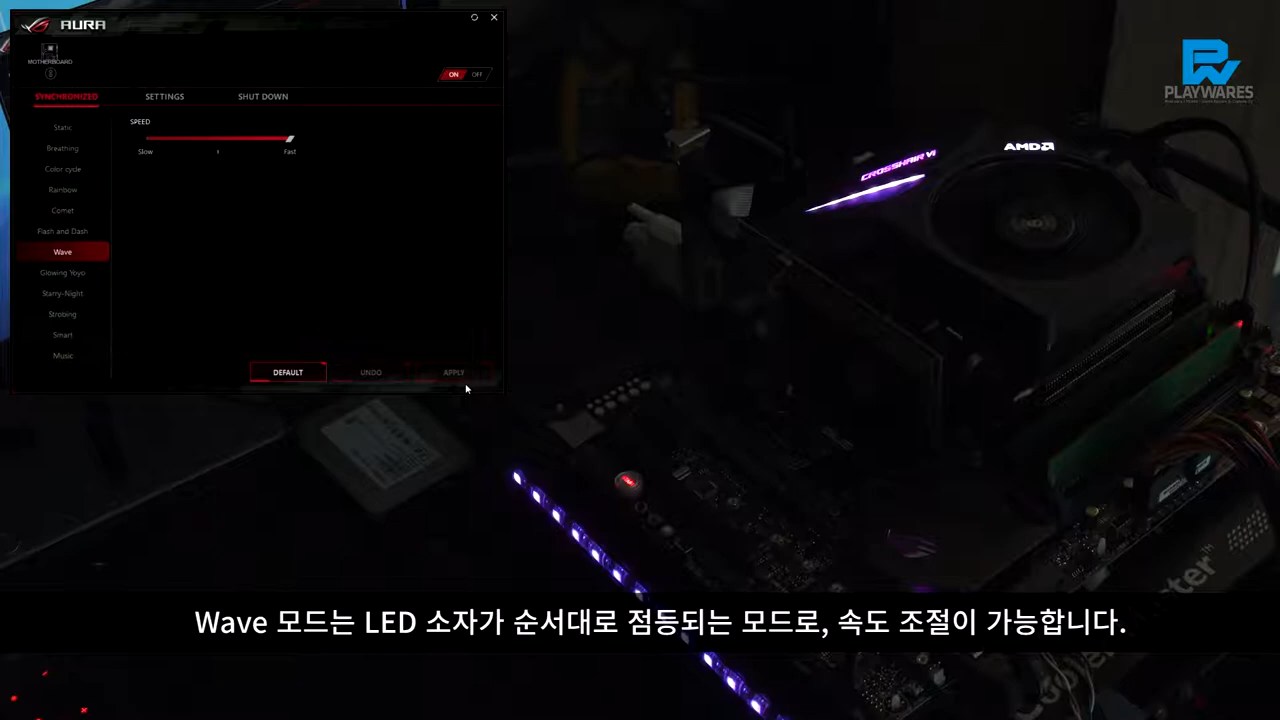 AURA
MOTHERBOARD
ON OFF
SYNCHRONIZED SETTINGS SHUT DOWN
SPEED
Slow Fast
Static
Breathing
Color cycle
Rainbow
Comet
Flash and Dash
Wave
Glowing Yoyo
Starry-Night
Strobing
Smart
Music
DEFAULT UNDO APPLY
PLAYWARES
CROSSHAIR VI
AMD
Wave 모드는 LED 소자가 순서대로 점등되는 모드로, 속도 조절이 가능합니다.